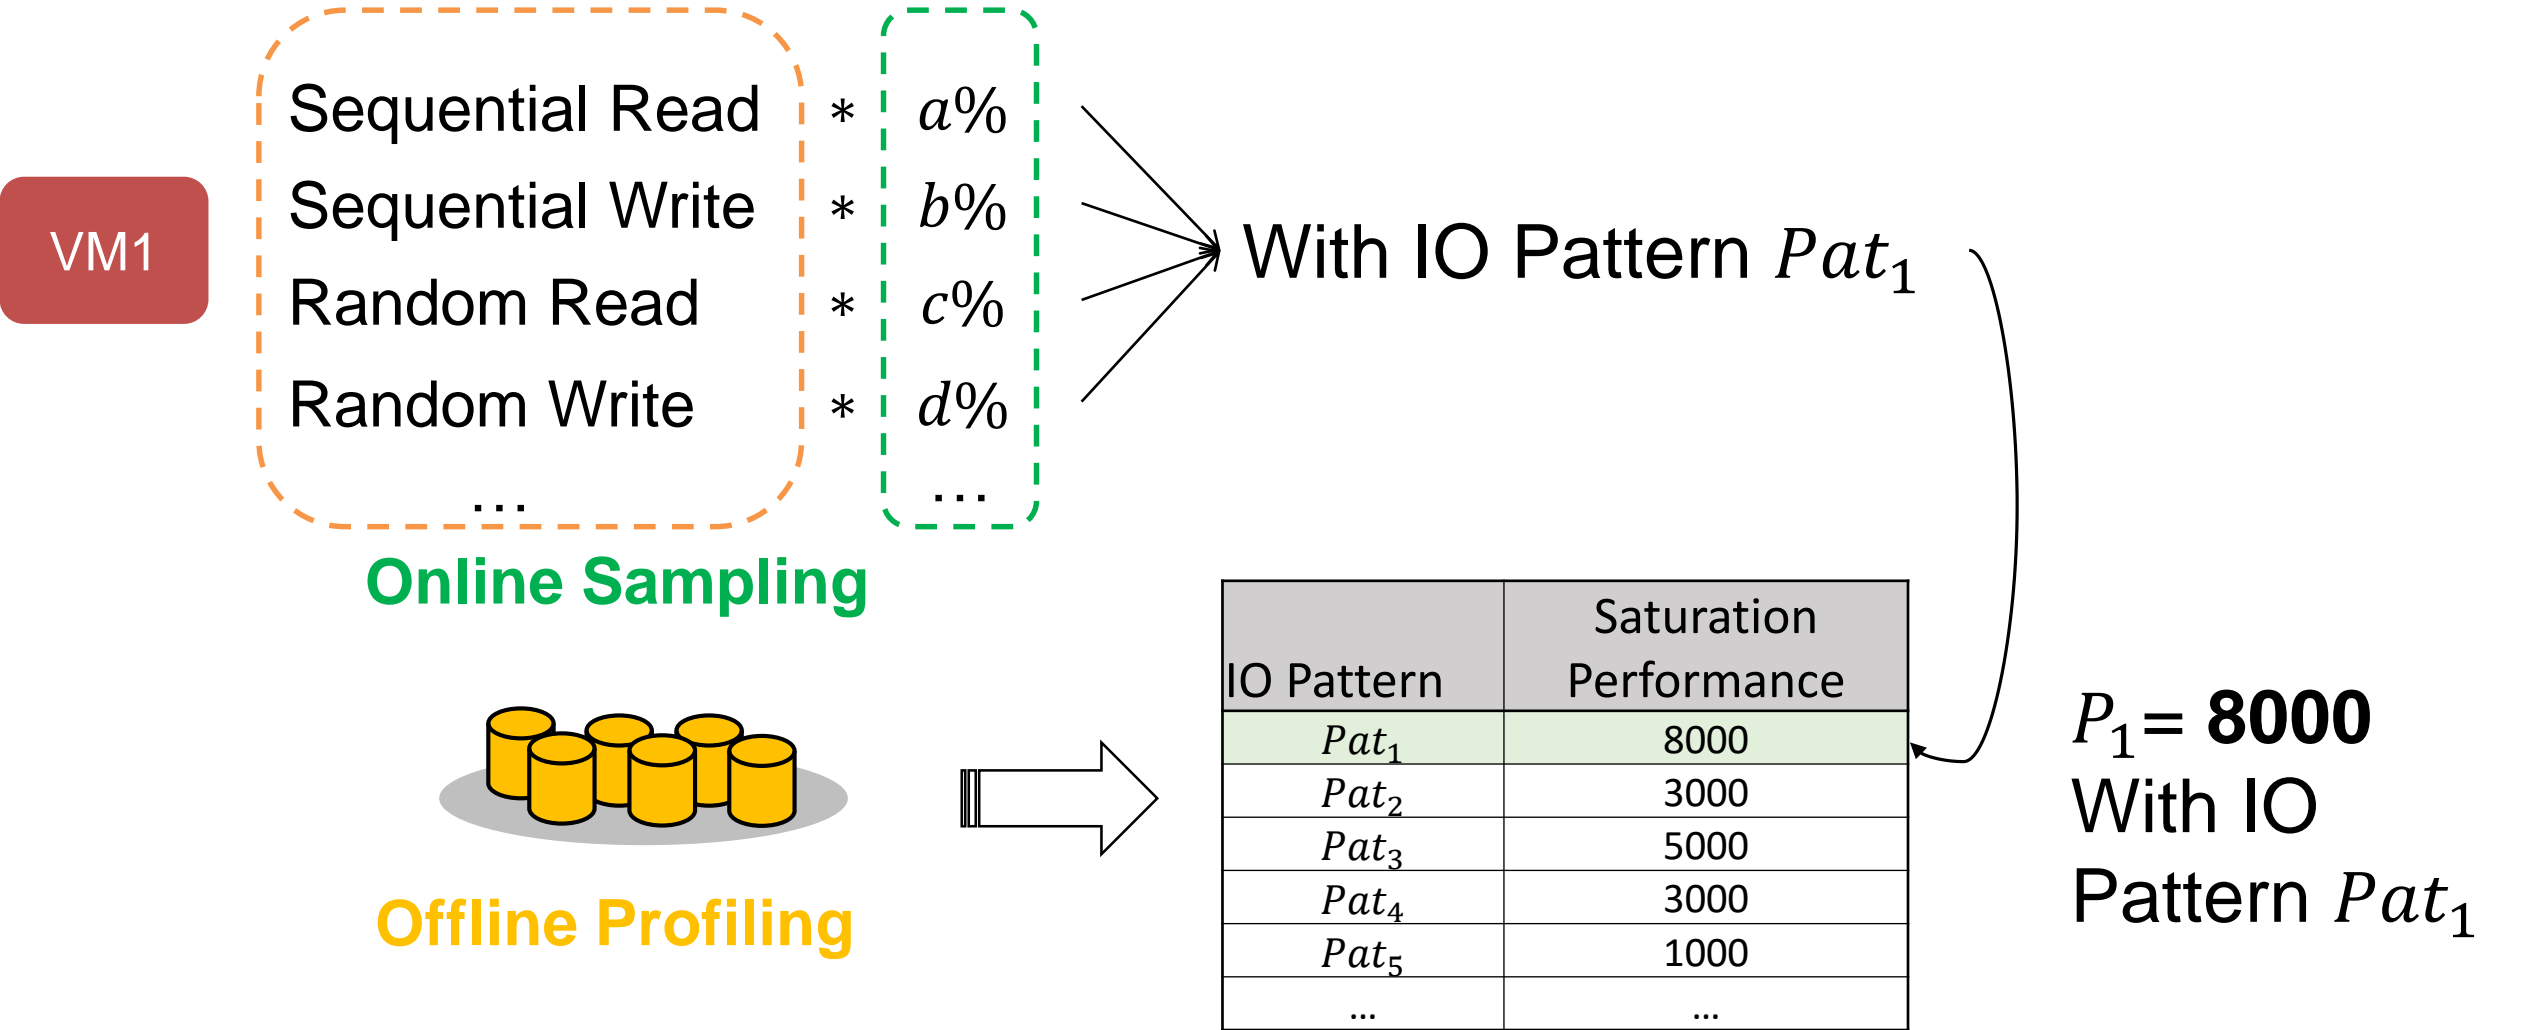 VM1
Sequential Read * a%
Sequential Write * b%
Random Read * c%
Random Write * d%
… …
With IO Pattern Pat₁
Online Sampling
Offline Profiling
IO Pattern Saturation Performance
Pat₁ 8000
Pat₂ 3000
Pat₃ 5000
Pat₄ 3000
Pat₅ 1000
… …
P₁= 8000
With IO
Pattern Pat₁